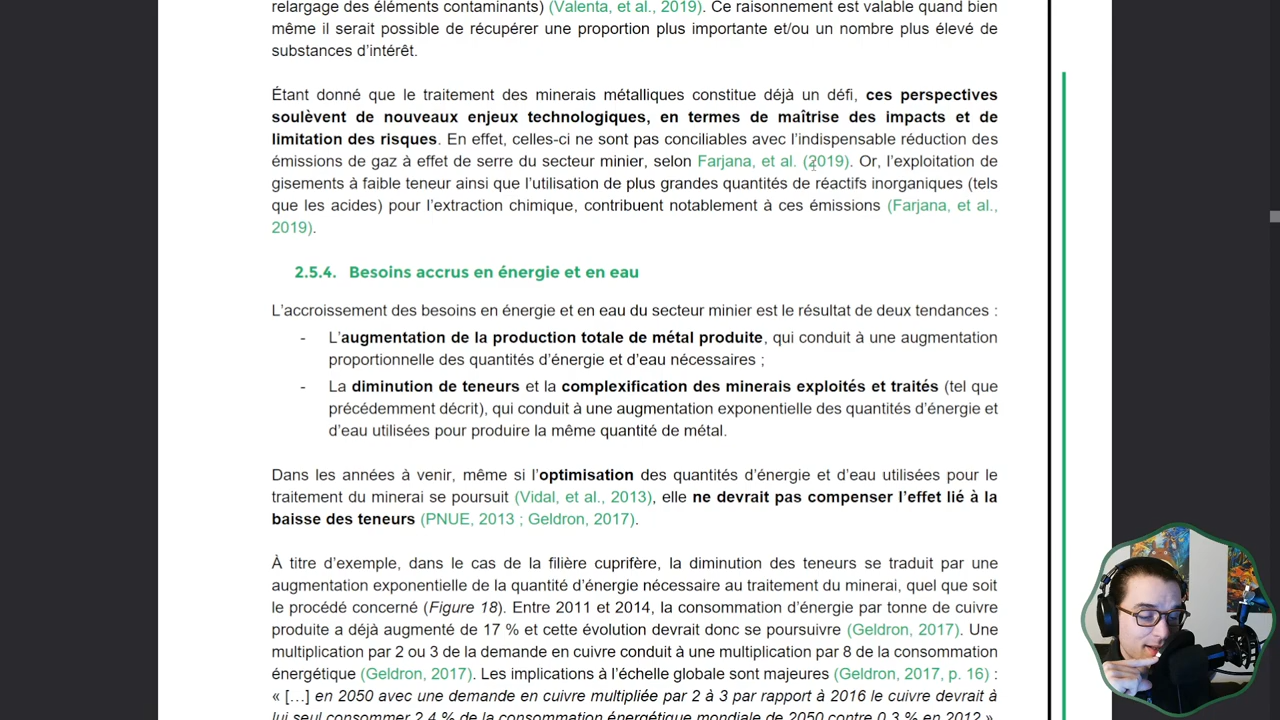 relargage des éléments contaminants) (Valenta, et al., 2019). Ce raisonnement est valable quand bien
même il serait possible de récupérer une proportion plus importante et/ou un nombre plus élevé de
substances d’intérêt.
Étant donné que le traitement des minerais métalliques constitue déjà un défi, ces perspectives
soulèvent de nouveaux enjeux technologiques, en termes de maîtrise des impacts et de
limitation des risques. En effet, celles-ci ne sont pas conciliables avec l’indispensable réduction des
émissions de gaz à effet de serre du secteur minier, selon Farjana, et al. (2019). Or, l’exploitation de
gisements à faible teneur ainsi que l’utilisation de plus grandes quantités de réactifs inorganiques (tels
que les acides) pour l’extraction chimique, contribuent notablement à ces émissions (Farjana, et al.,
2019).
2.5.4. Besoins accrus en énergie et en eau
L’accroissement des besoins en énergie et en eau du secteur minier est le résultat de deux tendances :
- L’augmentation de la production totale de métal produite, qui conduit à une augmentation
proportionnelle des quantités d’énergie et d’eau nécessaires ;
- La diminution de teneurs et la complexification des minerais exploités et traités (tel que
précédemment décrit), qui conduit à une augmentation exponentielle des quantités d’énergie et
d’eau utilisées pour produire la même quantité de métal.
Dans les années à venir, même si l’optimisation des quantités d’énergie et d’eau utilisées pour le
traitement du minerai se poursuit (Vidal, et al., 2013), elle ne devrait pas compenser l’effet lié à la
baisse des teneurs (PNUE, 2013 ; Geldron, 2017).
À titre d’exemple, dans le cas de la filière cuprifère, la diminution des teneurs se traduit par une
augmentation exponentielle de la quantité d’énergie nécessaire au traitement du minerai, quel que soit
le procédé concerné (Figure 18). Entre 2011 et 2014, la consommation d’énergie par tonne de cuivre
produite a déjà augmenté de 17 % et cette évolution devrait donc se poursuivre (Geldron, 2017). Une
multiplication par 2 ou 3 de la demande en cuivre conduit à une multiplication par 8 de la consommation
énergétique (Geldron, 2017). Les implications à l’échelle globale sont majeures (Geldron, 2017, p. 16) :
« […] en 2050 avec une demande en cuivre multipliée par 2 à 3 par rapport à 2016 le cuivre devrait à
lui seul consommer 2,4 % de la consommation énergétique mondiale de 2050 contre 0,3 % en 2012 »